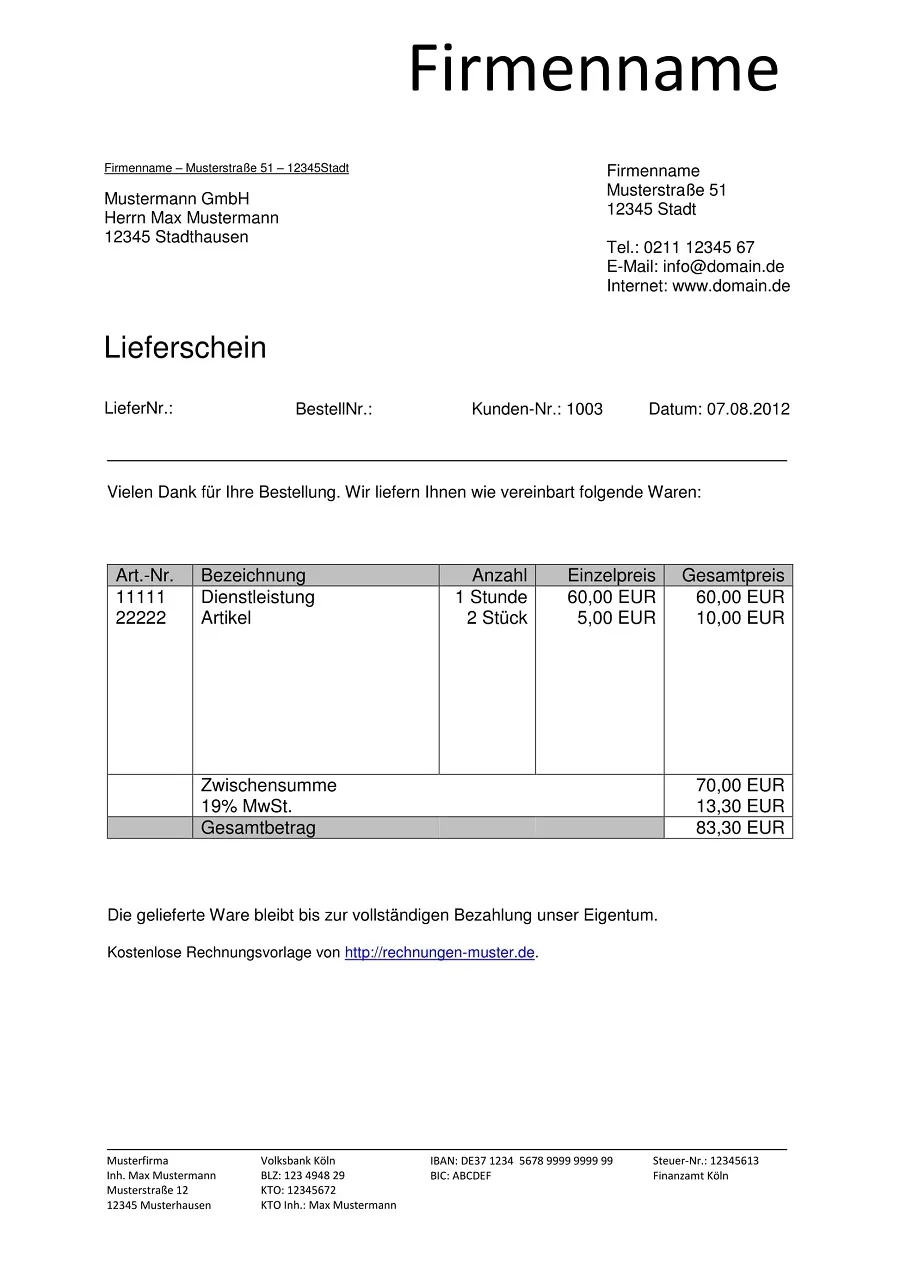 Firmenname
Firmenname – Musterstraße 51 – 12345Stadt
Mustermann GmbH
Herrn Max Mustermann
12345 Stadthausen
Firmenname
Musterstraße 51
12345 Stadt
Tel.: 0211 12345 67
E-Mail: info@domain.de
Internet: www.domain.de
Lieferschein
LieferNr.: BestellNr.: Kunden-Nr.: 1003 Datum: 07.08.2012
Vielen Dank für Ihre Bestellung. Wir liefern Ihnen wie vereinbart folgende Waren:
Art.-Nr. Bezeichnung Anzahl Einzelpreis Gesamtpreis
11111 Dienstleistung 1 Stunde 60,00 EUR 60,00 EUR
22222 Artikel 2 Stück 5,00 EUR 10,00 EUR
Zwischensumme 70,00 EUR
19% MwSt. 13,30 EUR
Gesamtbetrag 83,30 EUR
Die gelieferte Ware bleibt bis zur vollständigen Bezahlung unser Eigentum.
Kostenlose Rechnungsvorlage von http://rechnungen-muster.de.
Musterfirma Volksbank Köln IBAN: DE37 1234 5678 9999 9999 99 Steuer-Nr.: 12345613
Inh. Max Mustermann BLZ: 123 4948 29 BIC: ABCDEF Finanzamt Köln
Musterstraße 12 KTO: 12345672
12345 Musterhausen KTO Inh.: Max Mustermann